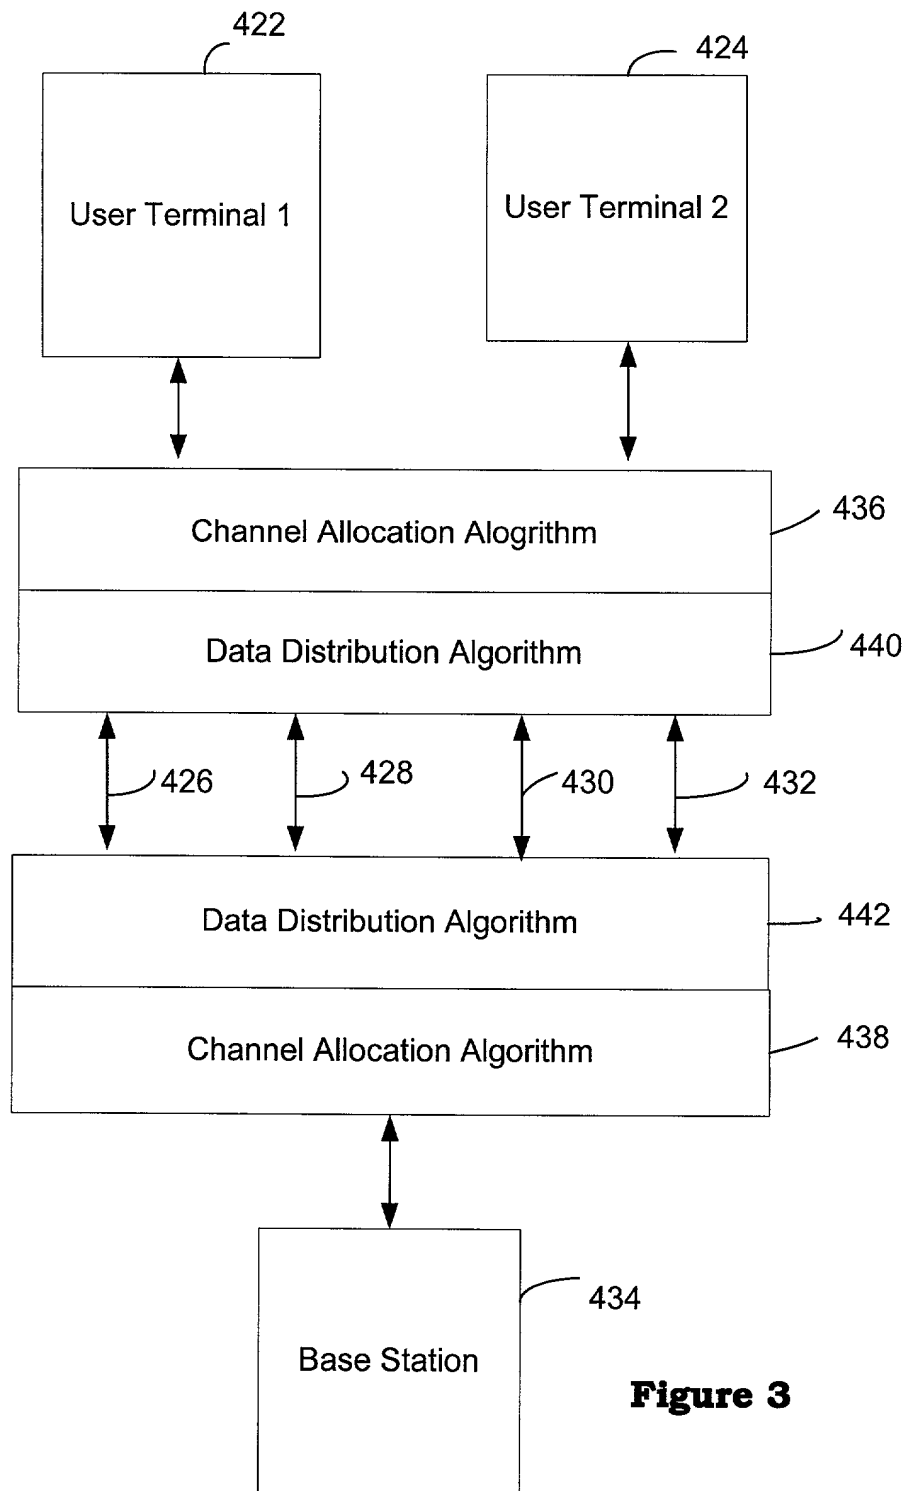 422
424
User Terminal 1
User Terminal 2
Channel Allocation Alogrithm
436
Data Distribution Algorithm
440
426
428
430
432
Data Distribution Algorithm
442
Channel Allocation Algorithm
438
434
Base Station
Figure 3